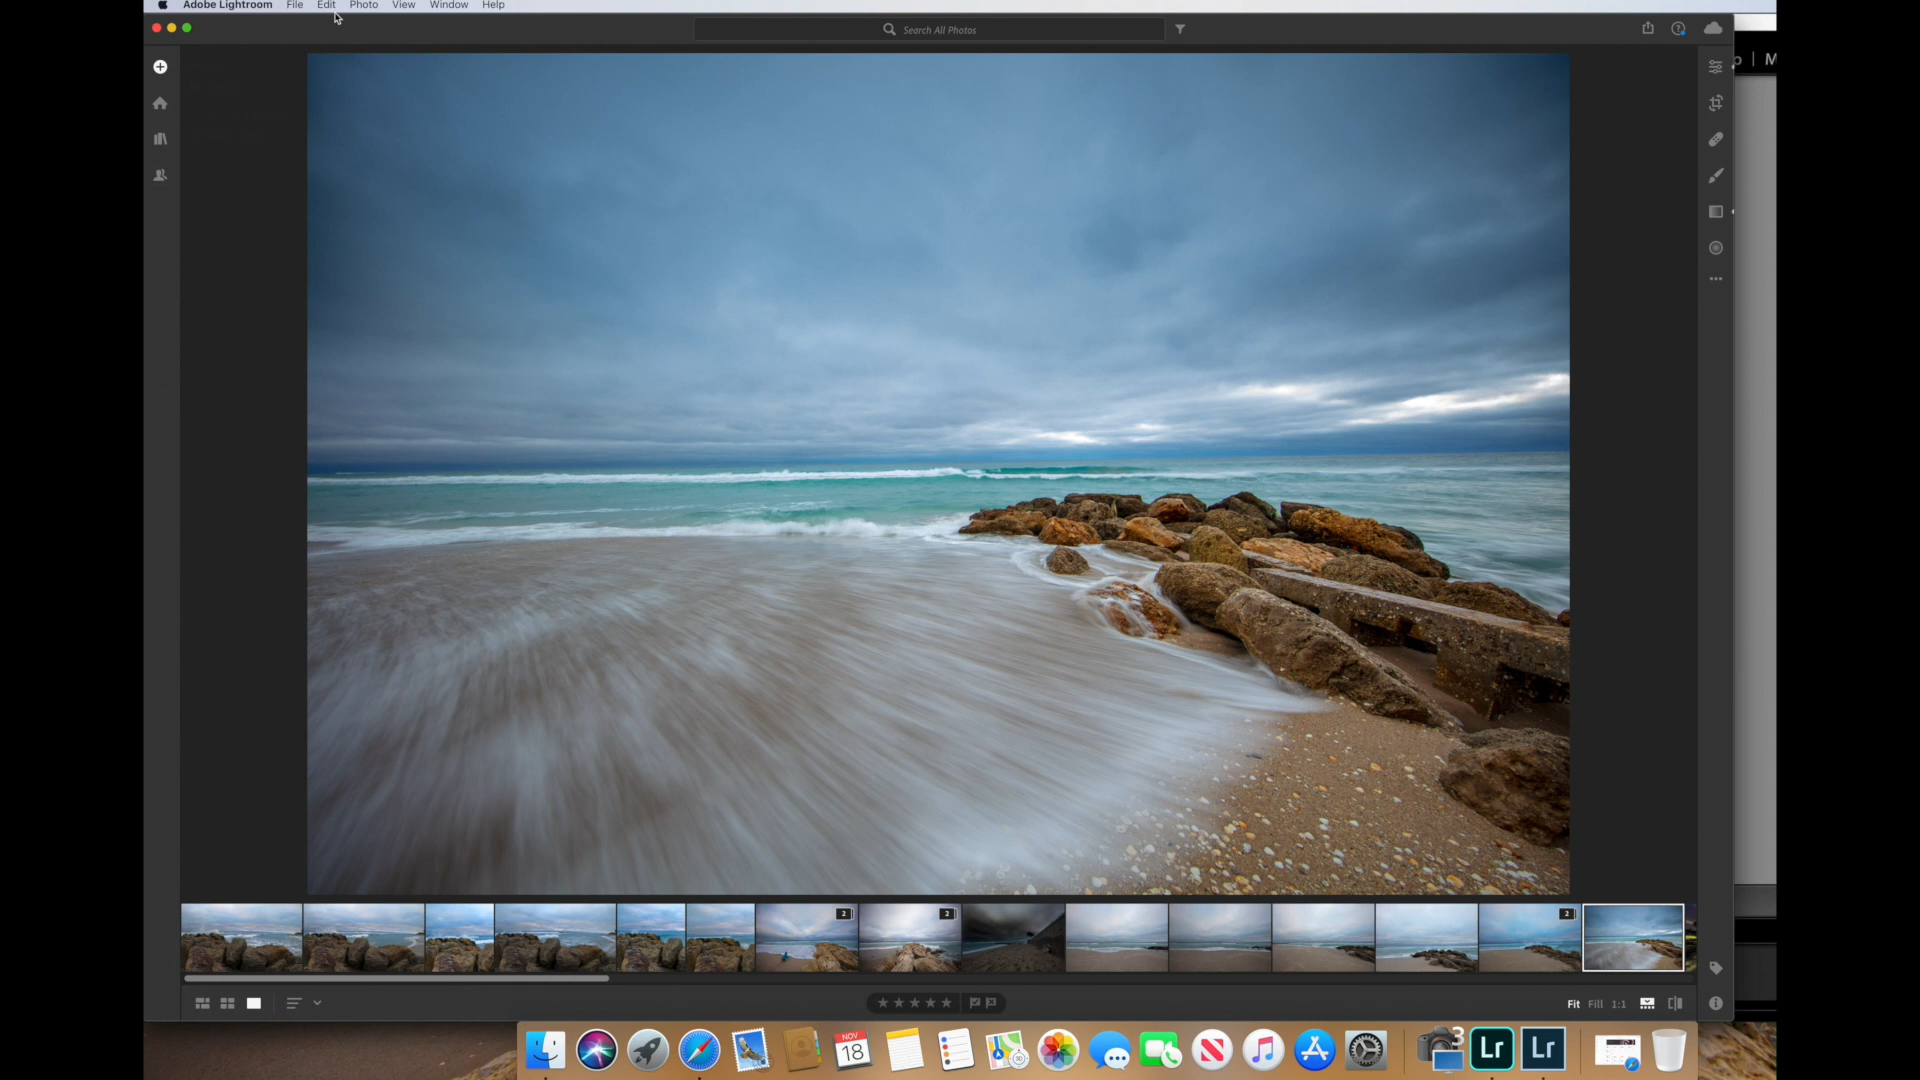 Adobe Lightroom File Edit Photo View Window Help
Search All Photos
p | M
2 2 2
Fit Fill 1:1
NOV
18
3
Lr Lr